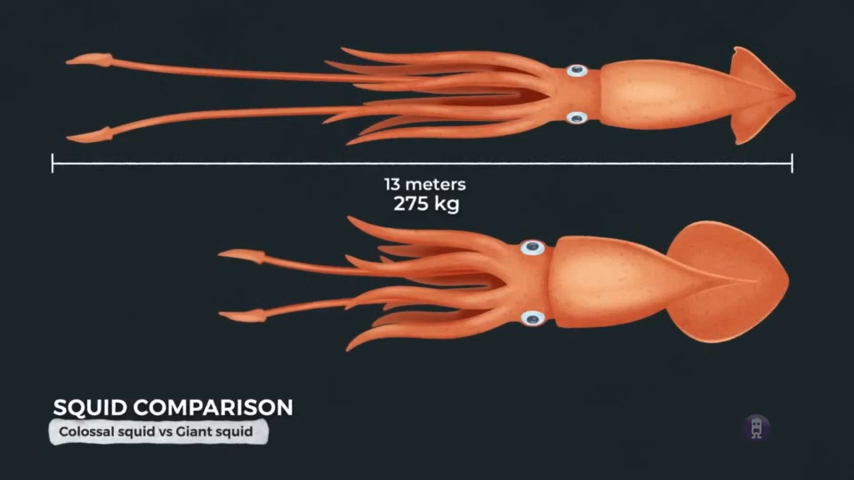 13 meters
275 kg
SQUID COMPARISON
Colossal squid vs Giant squid